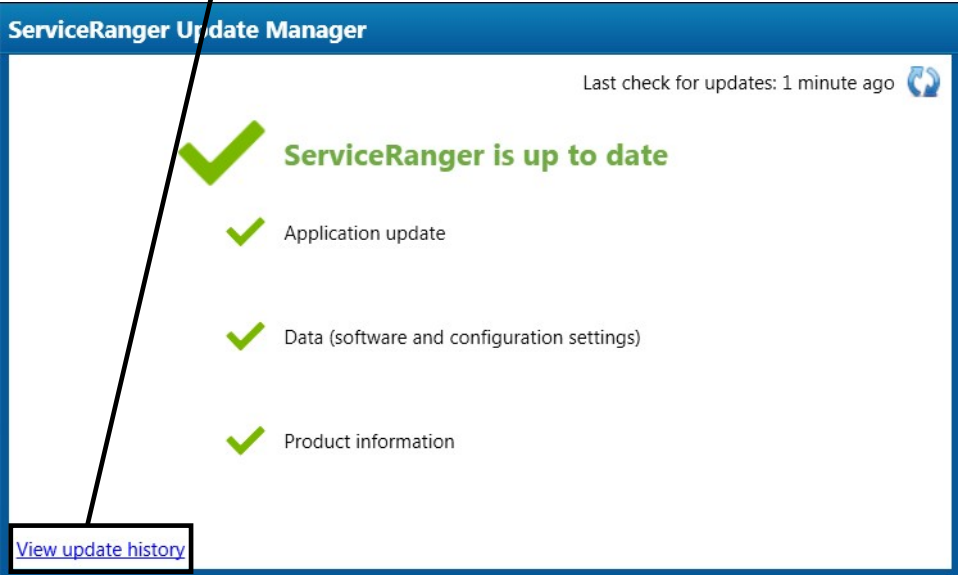 ServiceRanger Update Manager
Last check for updates: 1 minute ago
ServiceRanger is up to date
Application update
Data (software and configuration settings)
Product information
View update history